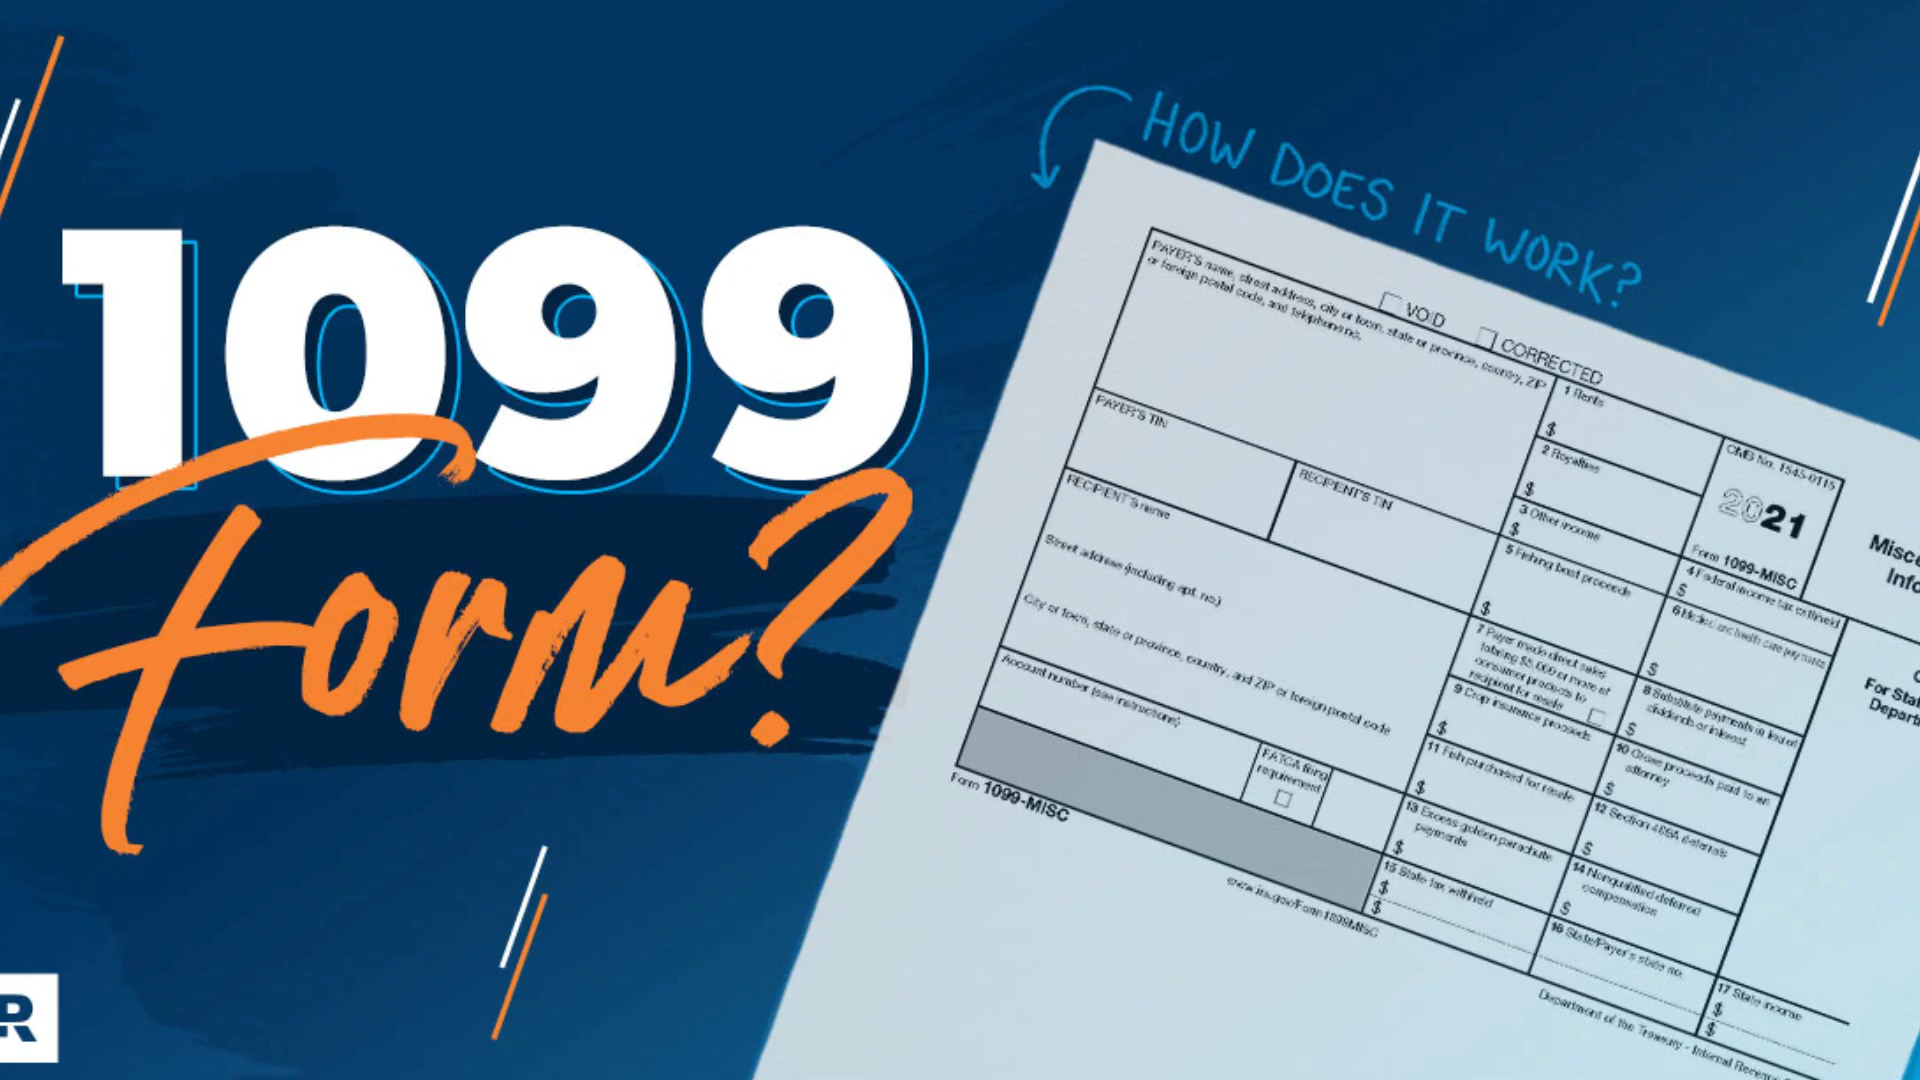 1099
Form?
HOW DOES IT WORK?
VOID
CORRECTED
PAYER'S name, street address, city or town, state or province, country, ZIP
or foreign postal code, and telephone no.
PAYER'S TIN
RECIPIENT'S TIN
RECIPIENT'S name
Street address (including apt. no.)
City or town, state or province, country, and ZIP or foreign postal code
Account number (see instructions)
FATCA filing
requirement
1 Rents
$
2 Royalties
$
3 Other income
$
OMB No. 1545-0115
2021
Form 1099-MISC
4 Federal income tax withheld
$
5 Fishing boat proceeds
$
6 Medical and health care payments
$
7 Payer made direct sales
totaling $5,000 or more of
consumer products to
recipient for resale
8 Substitute payments in lieu of
dividends or interest
$
9 Crop insurance proceeds
$
10 Gross proceeds paid to an
attorney
$
11 Fish purchased for resale
$
12 Section 409A deferrals
$
13 Excess golden parachute
payments
$
14 Nonqualified deferred
compensation
$
15 State tax withheld
$
$
16 State/Payer's state no.
17 State income
$
$
Misce
Info
For Stat
Departm
Form 1099-MISC
www.irs.gov/Form1099MISC
Department of the Treasury - Internal Revenue
R